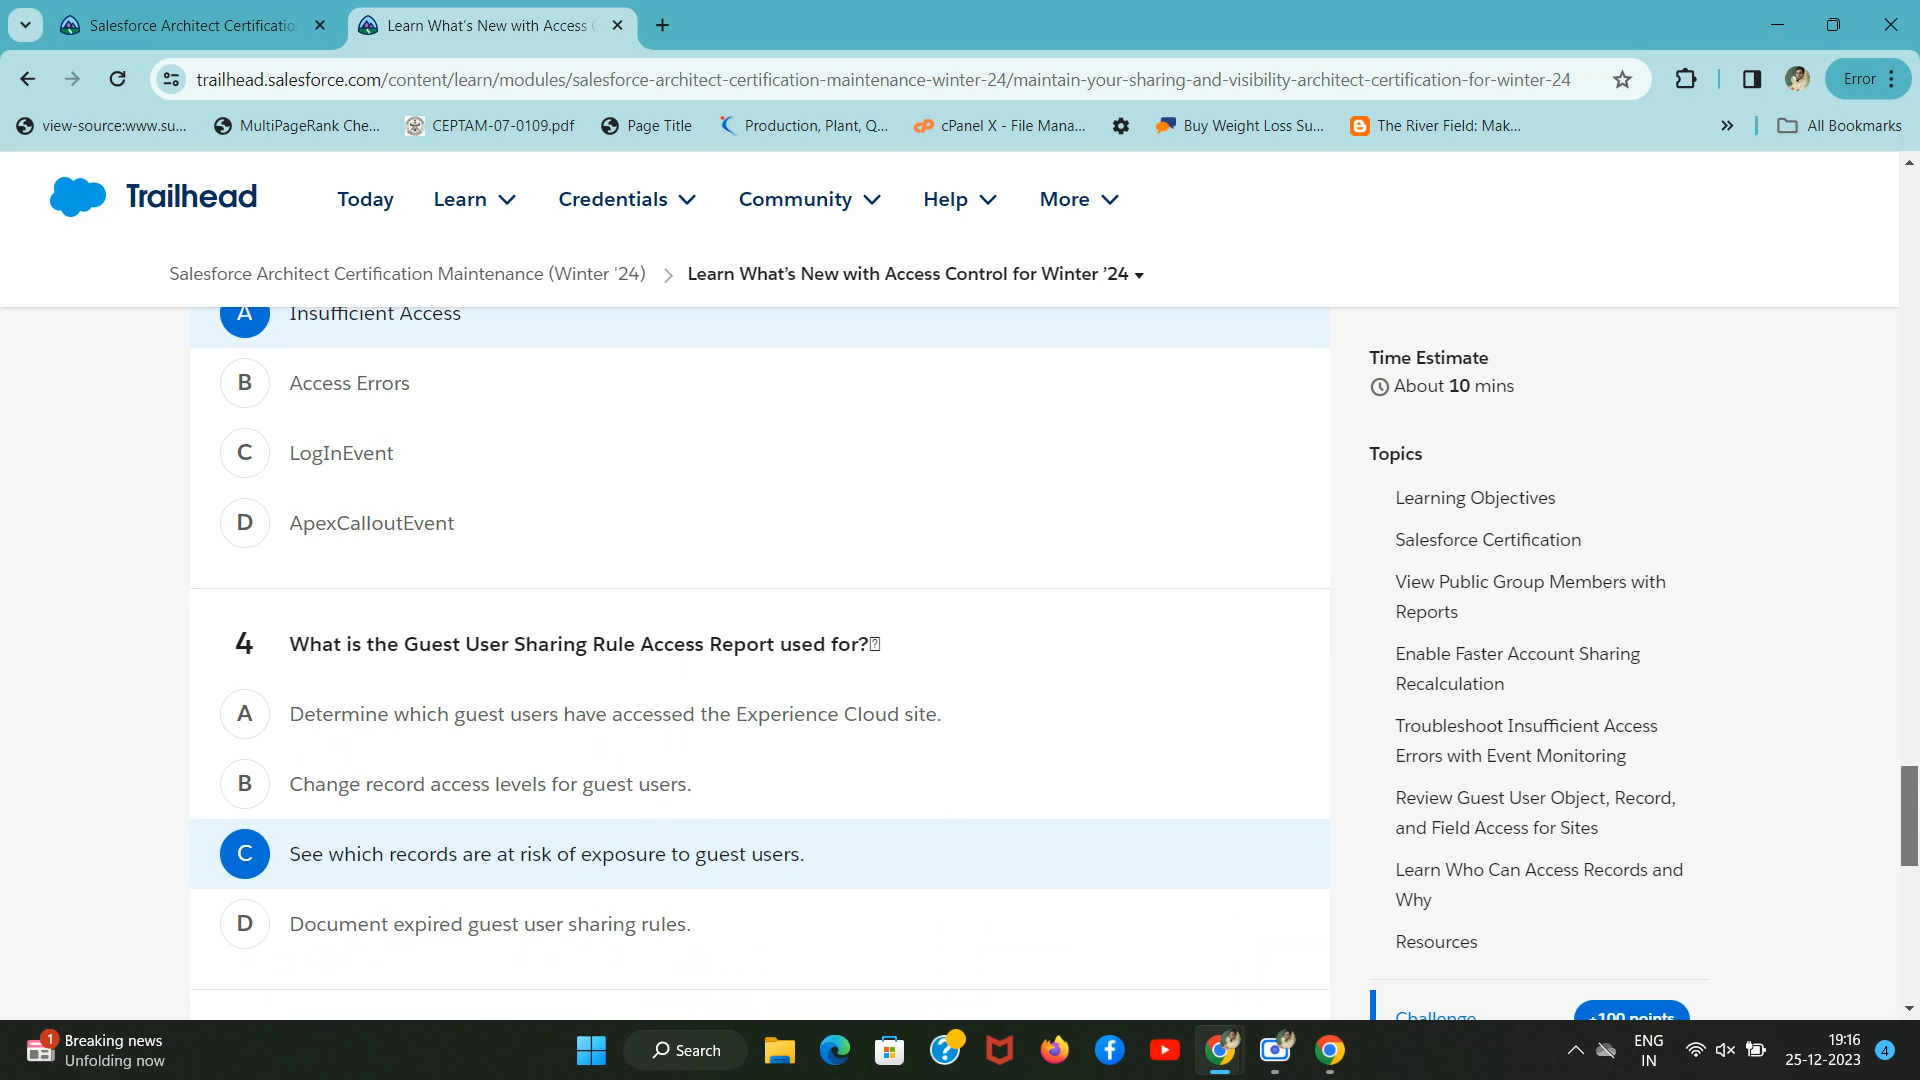 Salesforce Architect Certificatio
Learn What's New with Access C
trailhead.salesforce.com/content/learn/modules/salesforce-architect-certification-maintenance-winter-24/maintain-your-sharing-and-visibility-architect-certification-for-winter-24
Error
view-source:www.su...
MultiPageRank Che...
CEPTAM-07-0109.pdf
Page Title
Production, Plant, Q...
cPanel X - File Mana...
Buy Weight Loss Su...
The River Field: Mak...
All Bookmarks
Trailhead
Today
Learn
Credentials
Community
Help
More
Salesforce Architect Certification Maintenance (Winter '24)
Learn What's New with Access Control for Winter '24
A Insufficient Access
B Access Errors
C LogInEvent
D ApexCalloutEvent
4 What is the Guest User Sharing Rule Access Report used for?
A Determine which guest users have accessed the Experience Cloud site.
B Change record access levels for guest users.
C See which records are at risk of exposure to guest users.
D Document expired guest user sharing rules.
Time Estimate
About 10 mins
Topics
Learning Objectives
Salesforce Certification
View Public Group Members with
Reports
Enable Faster Account Sharing
Recalculation
Troubleshoot Insufficient Access
Errors with Event Monitoring
Review Guest User Object, Record,
and Field Access for Sites
Learn Who Can Access Records and
Why
Resources
Challenge
+100 points
1
Breaking news
Unfolding now
Search
ENG
IN
19:16
25-12-2023
4